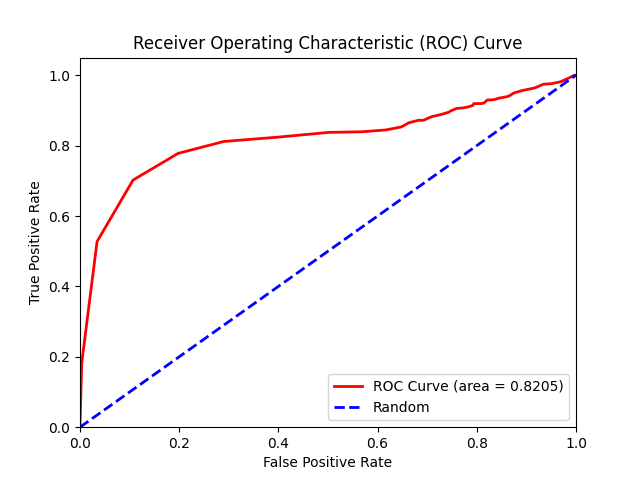 Receiver Operating Characteristic (ROC) Curve
1.0
0.8
0.6
0.4
0.2
0.0
True Positive Rate
0.0 0.2 0.4 0.6 0.8 1.0
False Positive Rate
ROC Curve (area = 0.8205)
Random